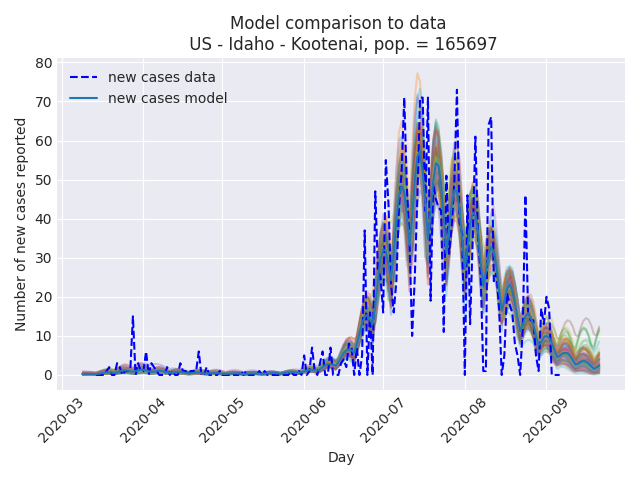 Model comparison to data
US - Idaho - Kootenai, pop. = 165697
new cases data
new cases model
Number of new cases reported
80
70
60
50
40
30
20
10
0
2020-03
2020-04
2020-05
2020-06
2020-07
2020-08
2020-09
Day